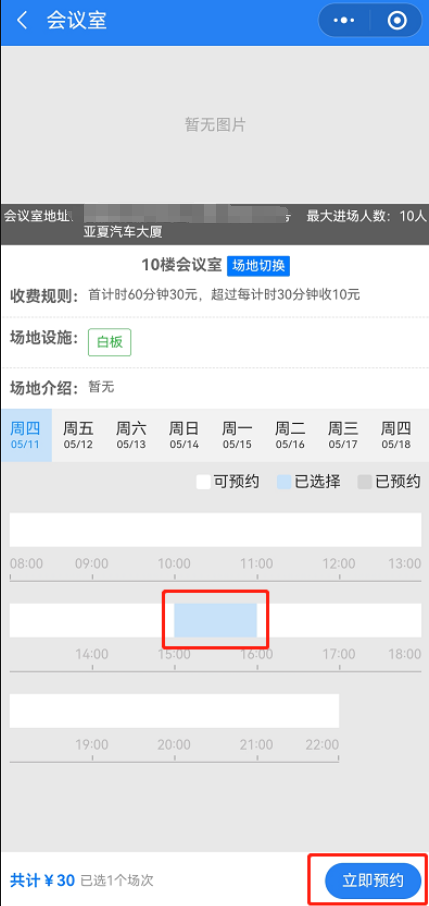 会议室
暂无图片
会议室地址: 最大进场人数: 10人
亚夏汽车大厦
10楼会议室 场地切换
收费规则: 首计时60分钟30元，超过每计时30分钟收10元
场地设施: 白板
场地介绍: 暂无
周四 周五 周六 周日 周一 周二 周三 周四
05/11 05/12 05/13 05/14 05/15 05/16 05/17 05/18
可预约 已选择 已预约
08:00 09:00 10:00 11:00 12:00 13:00
14:00 15:00 16:00 17:00 18:00
19:00 20:00 21:00 22:00
共计￥30 已选1个场次 立即预约